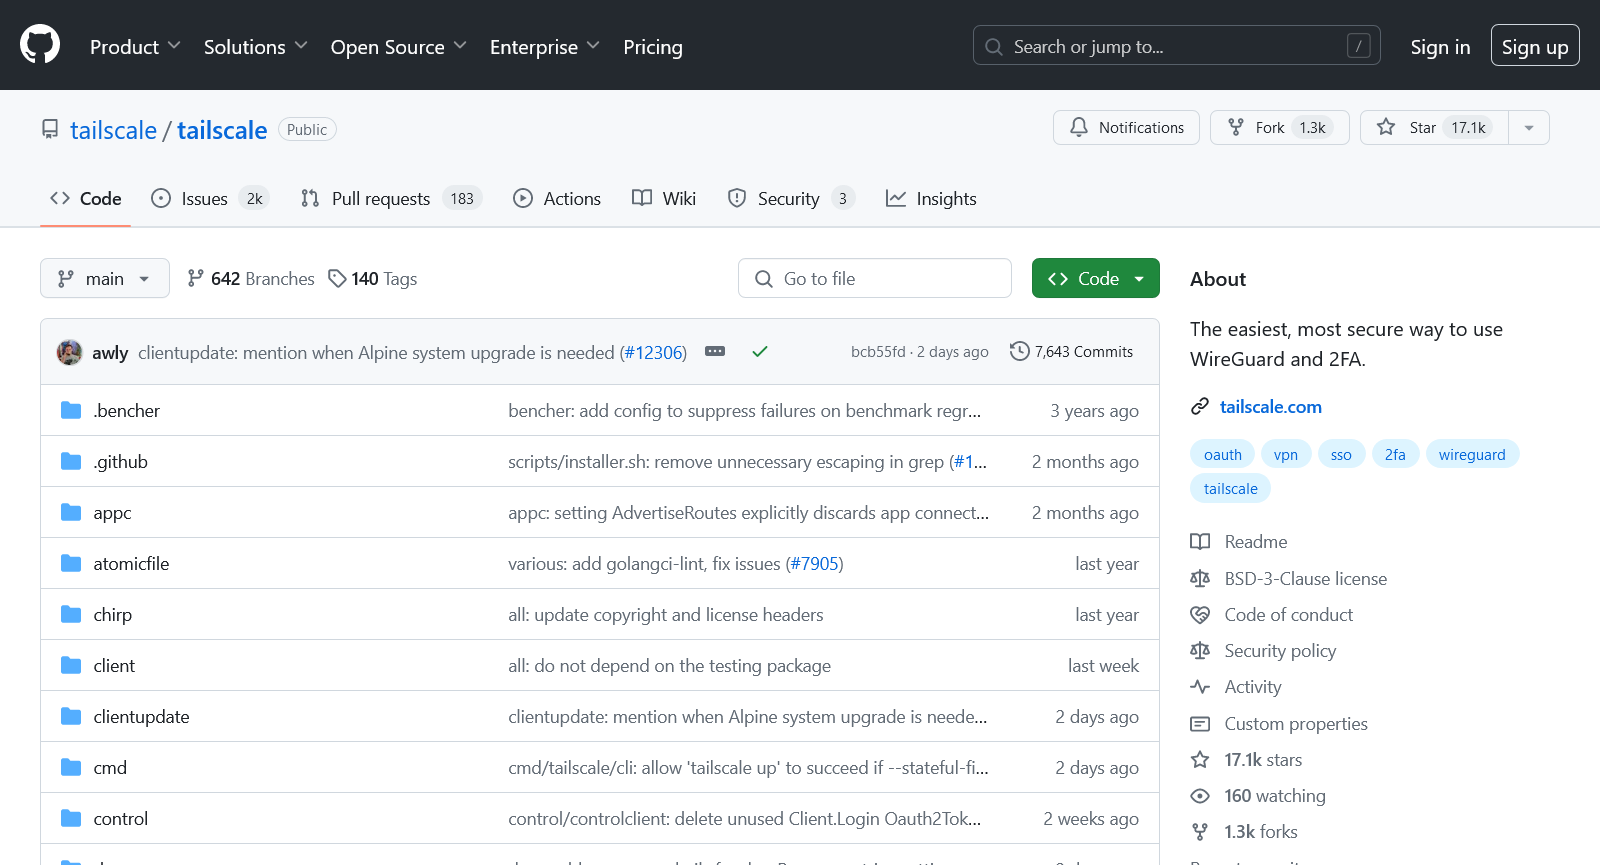 Product Solutions Open Source Enterprise Pricing Search or jump to... / Sign in Sign up
tailscale / tailscale Public Notifications Fork 1.3k Star 17.1k
Code Issues 2k Pull requests 183 Actions Wiki Security 3 Insights
main 642 Branches 140 Tags Go to file Code
awly clientupdate: mention when Alpine system upgrade is needed (#12306) bcb55fd · 2 days ago 7,643 Commits
.bencher bencher: add config to suppress failures on benchmark regr... 3 years ago
.github scripts/installer.sh: remove unnecessary escaping in grep (#1... 2 months ago
appc appc: setting AdvertiseRoutes explicitly discards app connect... 2 months ago
atomicfile various: add golangci-lint, fix issues (#7905) last year
chirp all: update copyright and license headers last year
client all: do not depend on the testing package last week
clientupdate clientupdate: mention when Alpine system upgrade is neede... 2 days ago
cmd cmd/tailscale/cli: allow 'tailscale up' to succeed if --stateful-fi... 2 days ago
control control/controlclient: delete unused Client.Login Oauth2Tok... 2 weeks ago
About
The easiest, most secure way to use
WireGuard and 2FA.
tailscale.com
oauth vpn sso 2fa wireguard
tailscale
Readme
BSD-3-Clause license
Code of conduct
Security policy
Activity
Custom properties
17.1k stars
160 watching
1.3k forks